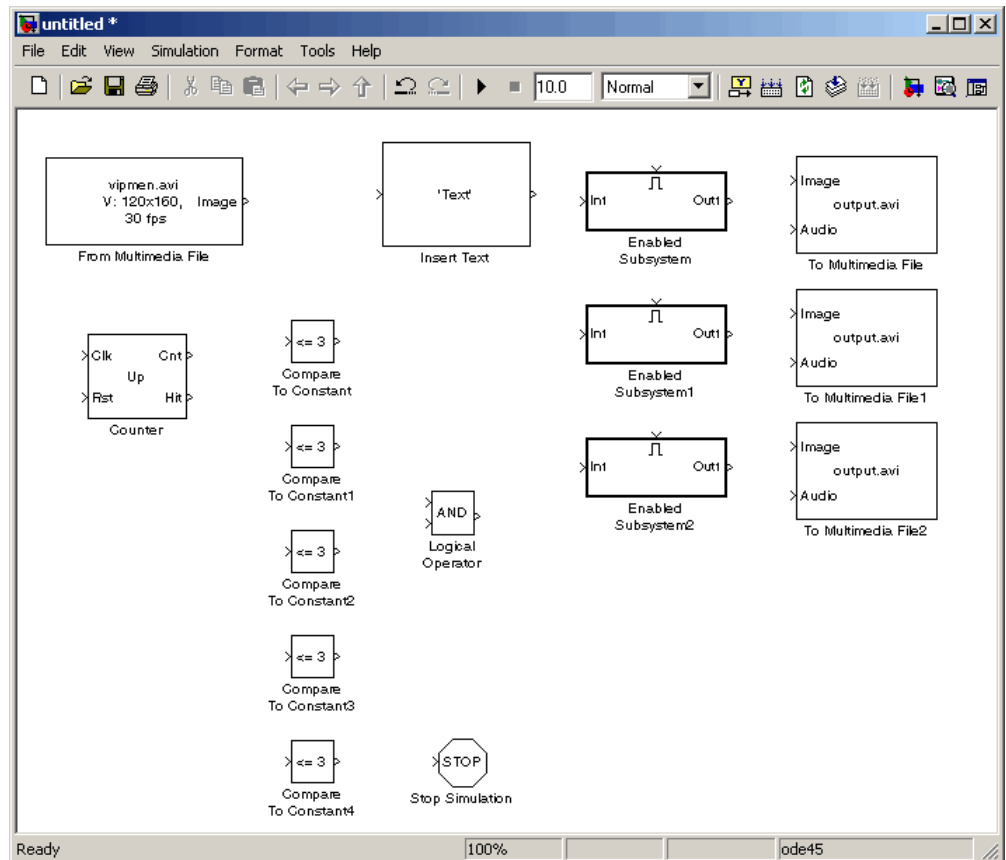 untitled *
File Edit View Simulation Format Tools Help
10.0 Normal
vipmen.avi
V: 120x160,
30 fps
Image
From Multimedia File
'Text'
Insert Text
In1 Out1
Enabled
Subsystem
Image
output.avi
Audio
To Multimedia File
Clk Cnt
Up
Rst Hit
Counter
<= 3
Compare
To Constant
In1 Out1
Enabled
Subsystem1
Image
output.avi
Audio
To Multimedia File1
<= 3
Compare
To Constant1
AND
Logical
Operator
In1 Out1
Enabled
Subsystem2
Image
output.avi
Audio
To Multimedia File2
<= 3
Compare
To Constant2
<= 3
Compare
To Constant3
<= 3
Compare
To Constant4
STOP
Stop Simulation
Ready 100% ode45